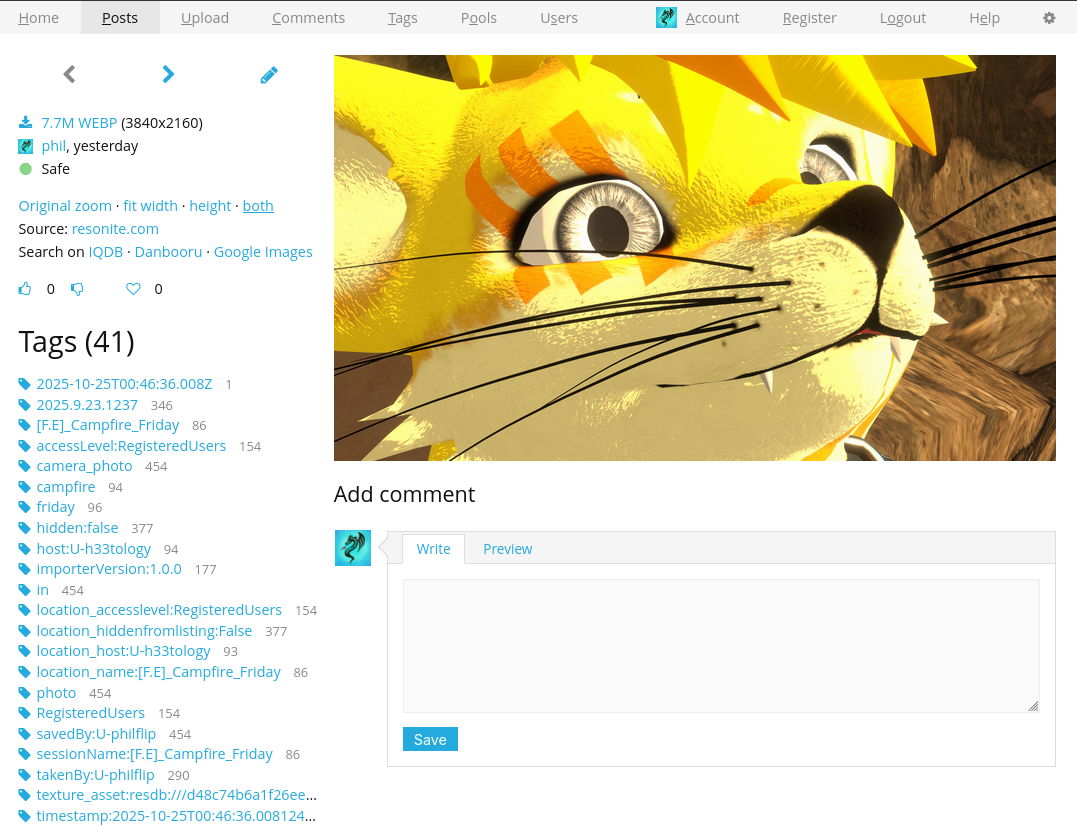 Home Posts Upload Comments Tags Pools Users Account Register Logout Help
7.7M WEBP (3840x2160)
phil, yesterday
Safe
Original zoom · fit width · height · both
Source: resonite.com
Search on IQDB · Danbooru · Google Images
0 0
Tags (41)
2025-10-25T00:46:36.008Z 1
2025.9.23.1237 346
[F.E]_Campfire_Friday 86
accessLevel:RegisteredUsers 154
camera_photo 454
campfire 94
friday 96
hidden:false 377
host:U-h33tology 94
importerVersion:1.0.0 177
in 454
location_accesslevel:RegisteredUsers 154
location_hiddenfromlisting:False 377
location_host:U-h33tology 93
location_name:[F.E]_Campfire_Friday 86
photo 454
RegisteredUsers 154
savedBy:U-philflip 454
sessionName:[F.E]_Campfire_Friday 86
takenBy:U-philflip 290
texture_asset:resdb:///d48c74b6a1f26ee...
timestamp:2025-10-25T00:46:36.008124...
Add comment
Write Preview
Save